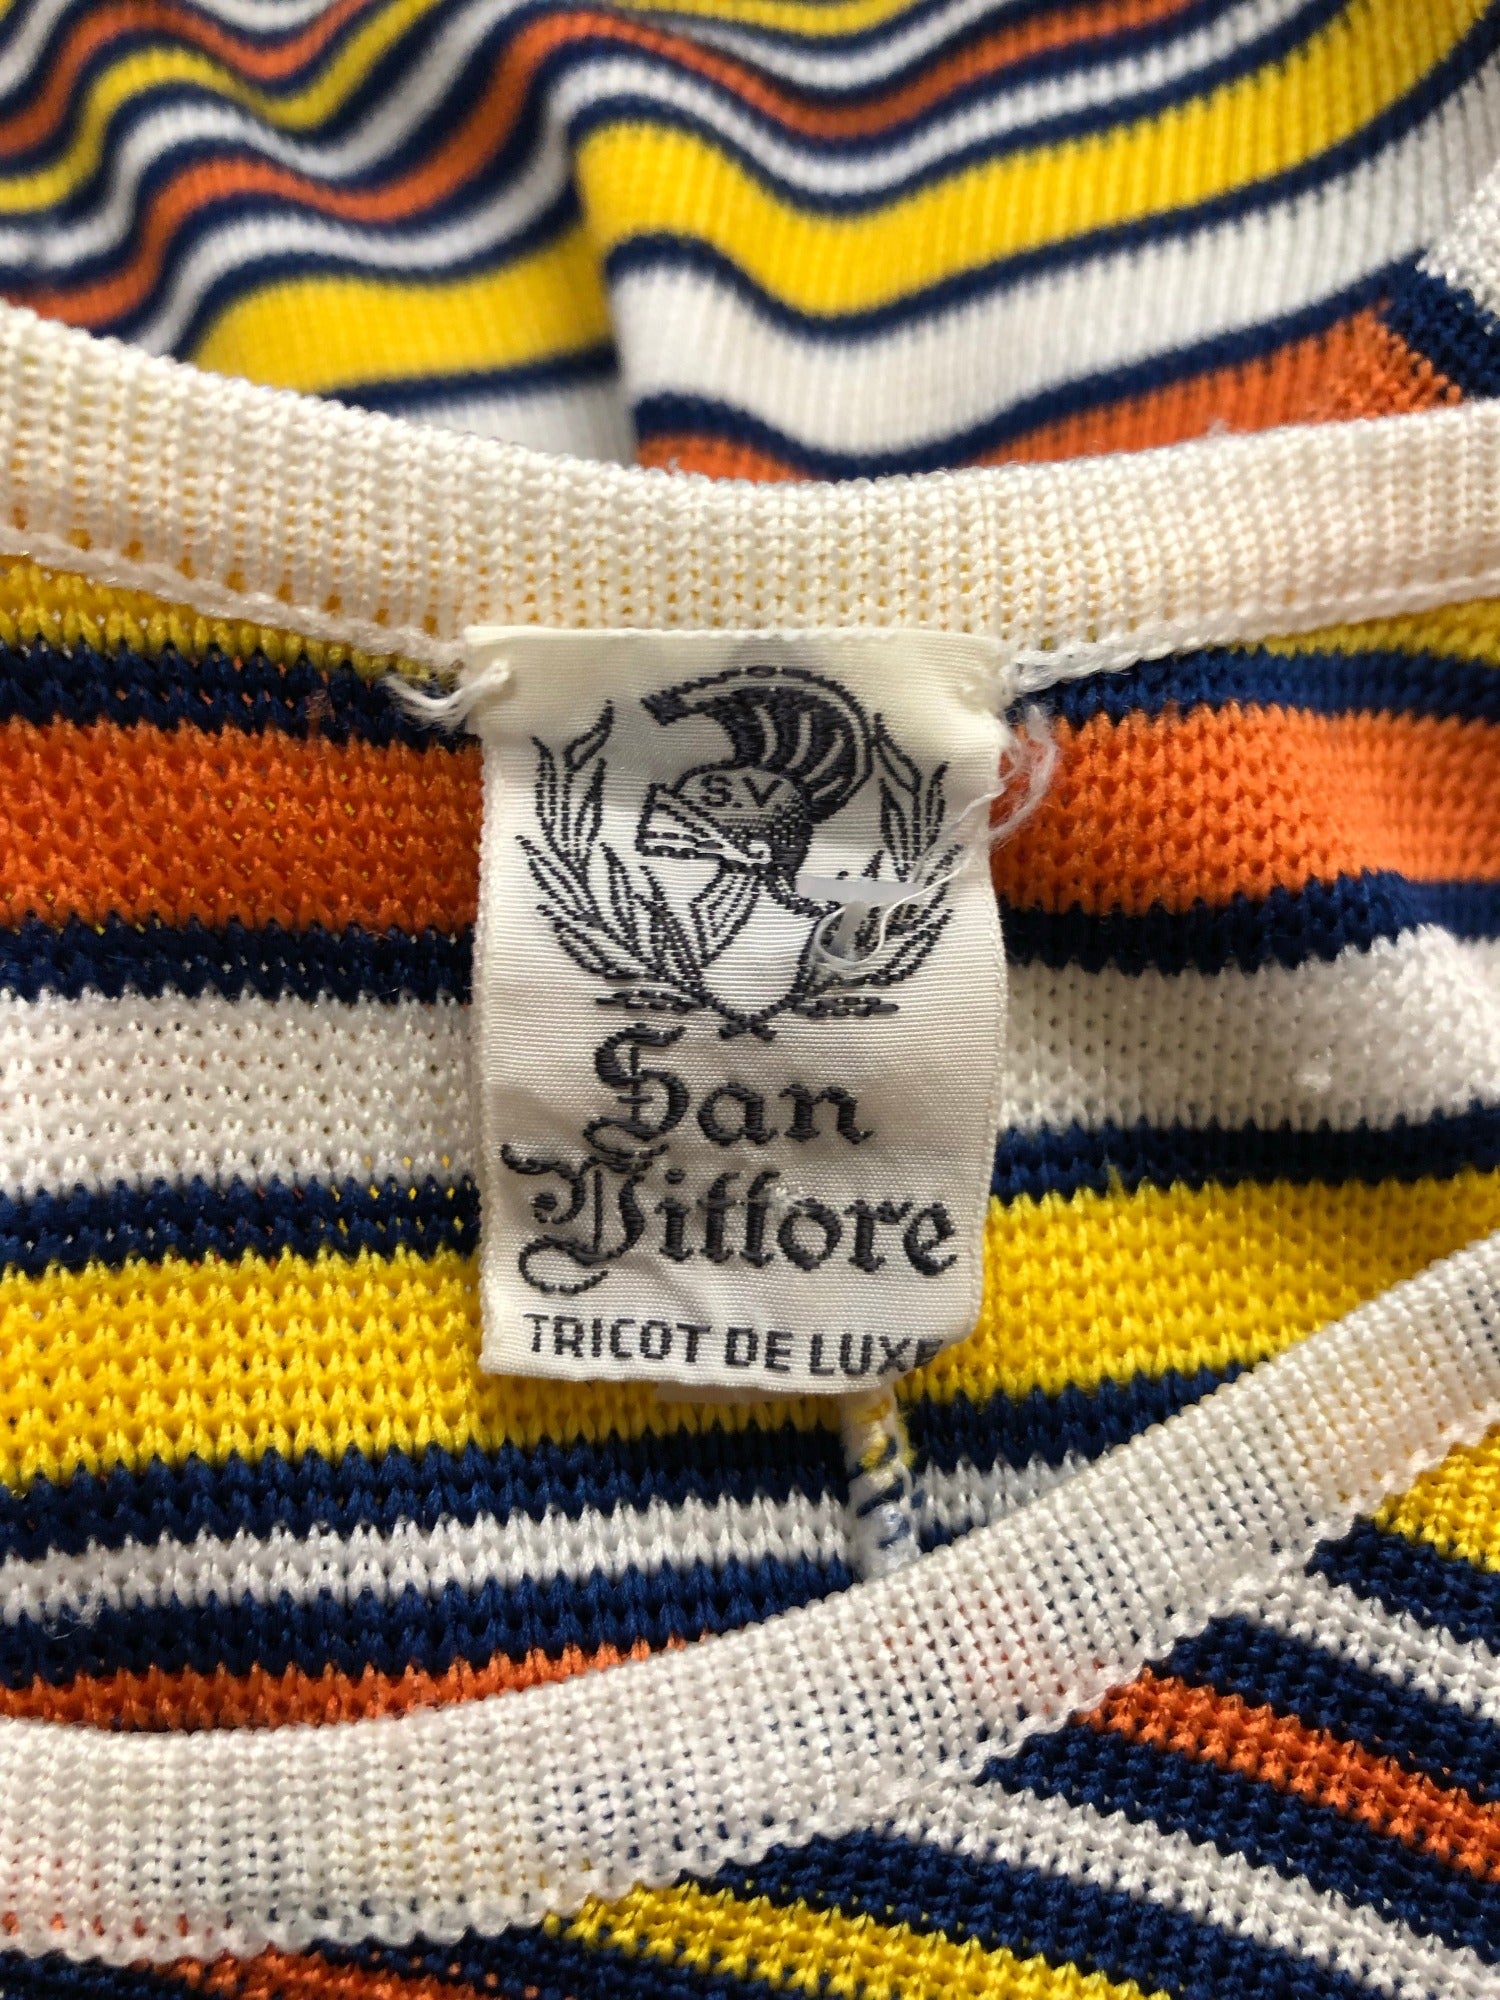 S.V
San
Vittore
TRICOT DE LUXE